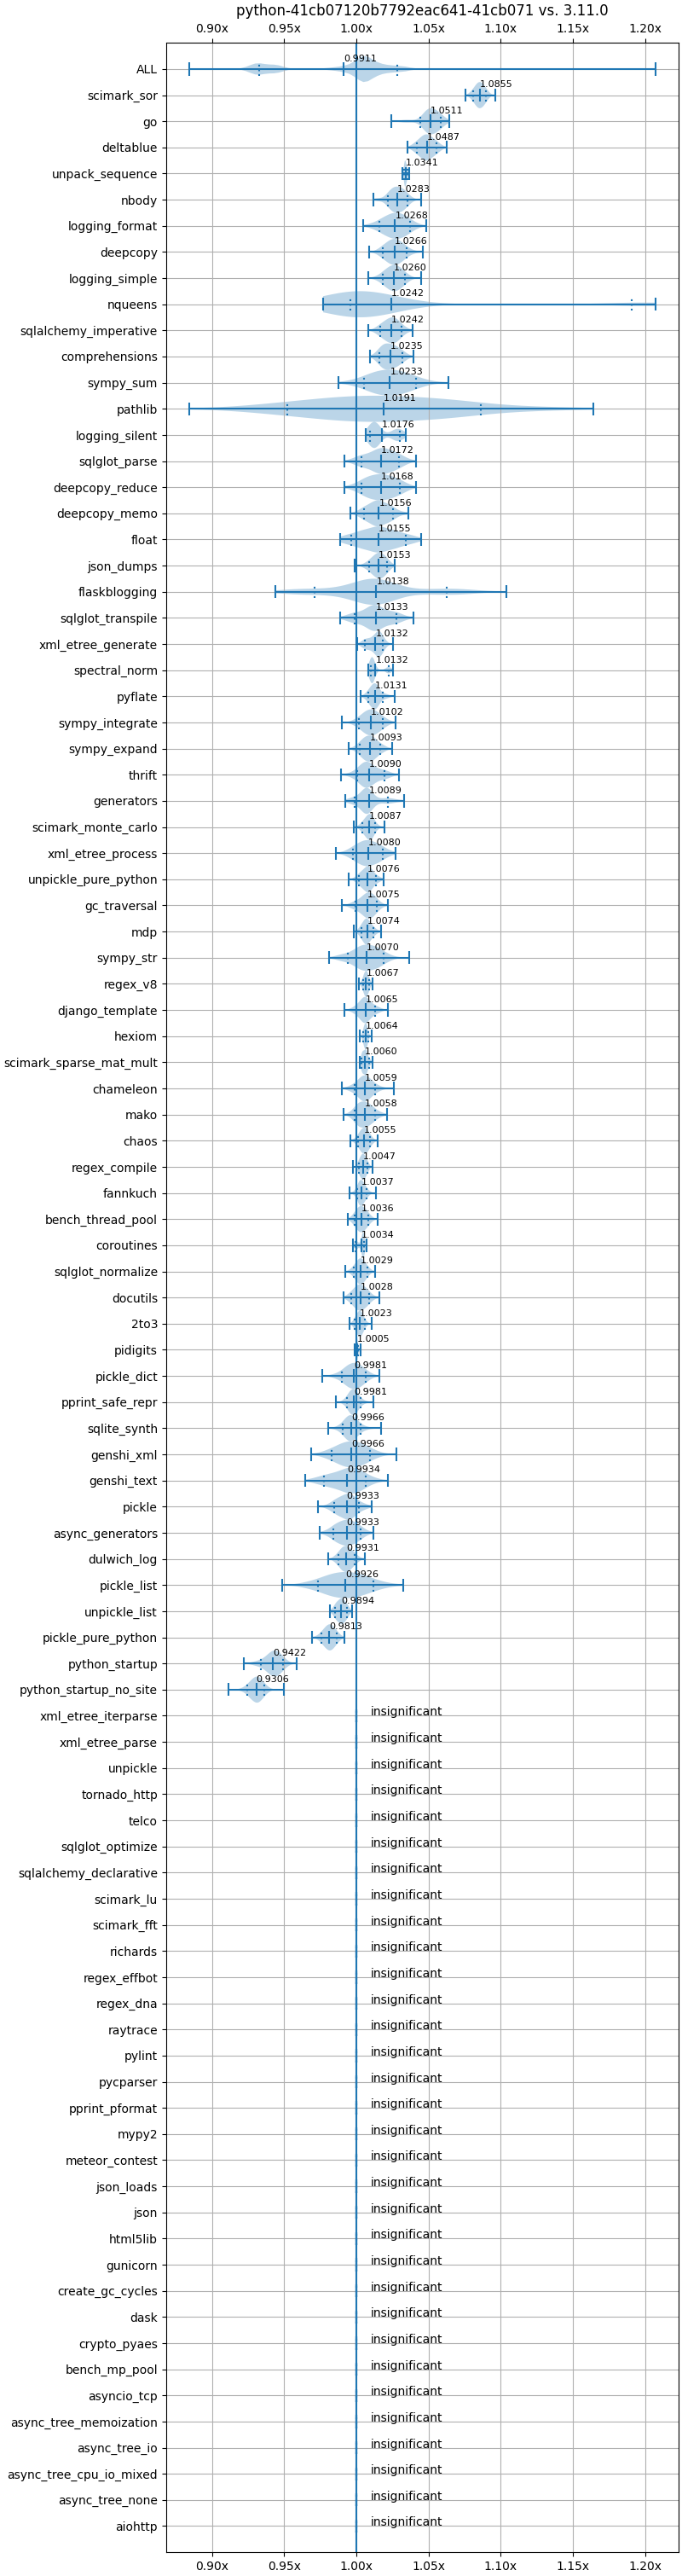 python-41cb07120b7792eac641-41cb071 vs. 3.11.0
0.90x 0.95x 1.00x 1.05x 1.10x 1.15x 1.20x
ALL 0.9911
scimark_sor 1.0855
go 1.0511
deltablue 1.0487
unpack_sequence 1.0341
nbody 1.0283
logging_format 1.0268
deepcopy 1.0266
logging_simple 1.0260
nqueens 1.0242
sqlalchemy_imperative 1.0242
comprehensions 1.0235
sympy_sum 1.0233
pathlib 1.0191
logging_silent 1.0176
sqlglot_parse 1.0172
deepcopy_reduce 1.0168
deepcopy_memo 1.0156
float 1.0155
json_dumps 1.0153
flaskblogging 1.0138
sqlglot_transpile 1.0133
xml_etree_generate 1.0132
spectral_norm 1.0132
pyflate 1.0131
sympy_integrate 1.0102
sympy_expand 1.0093
thrift 1.0090
generators 1.0089
scimark_monte_carlo 1.0087
xml_etree_process 1.0080
unpickle_pure_python 1.0076
gc_traversal 1.0075
mdp 1.0074
sympy_str 1.0070
regex_v8 1.0067
django_template 1.0065
hexiom 1.0064
scimark_sparse_mat_mult 1.0060
chameleon 1.0059
mako 1.0058
chaos 1.0055
regex_compile 1.0047
fannkuch 1.0037
bench_thread_pool 1.0036
coroutines 1.0034
sqlglot_normalize 1.0029
docutils 1.0028
2to3 1.0023
pidigits 1.0005
pickle_dict 0.9981
pprint_safe_repr 0.9981
sqlite_synth 0.9966
genshi_xml 0.9966
genshi_text 0.9934
pickle 0.9933
async_generators 0.9933
dulwich_log 0.9931
pickle_list 0.9926
unpickle_list 0.9894
pickle_pure_python 0.9813
python_startup 0.9422
python_startup_no_site 0.9306
xml_etree_iterparse insignificant
xml_etree_parse insignificant
unpickle insignificant
tornado_http insignificant
telco insignificant
sqlglot_optimize insignificant
sqlalchemy_declarative insignificant
scimark_lu insignificant
scimark_fft insignificant
richards insignificant
regex_effbot insignificant
regex_dna insignificant
raytrace insignificant
pylint insignificant
pycparser insignificant
pprint_pformat insignificant
mypy2 insignificant
meteor_contest insignificant
json_loads insignificant
json insignificant
html5lib insignificant
gunicorn insignificant
create_gc_cycles insignificant
dask insignificant
crypto_pyaes insignificant
bench_mp_pool insignificant
asyncio_tcp insignificant
async_tree_memoization insignificant
async_tree_io insignificant
async_tree_cpu_io_mixed insignificant
async_tree_none insignificant
aiohttp insignificant
0.90x 0.95x 1.00x 1.05x 1.10x 1.15x 1.20x